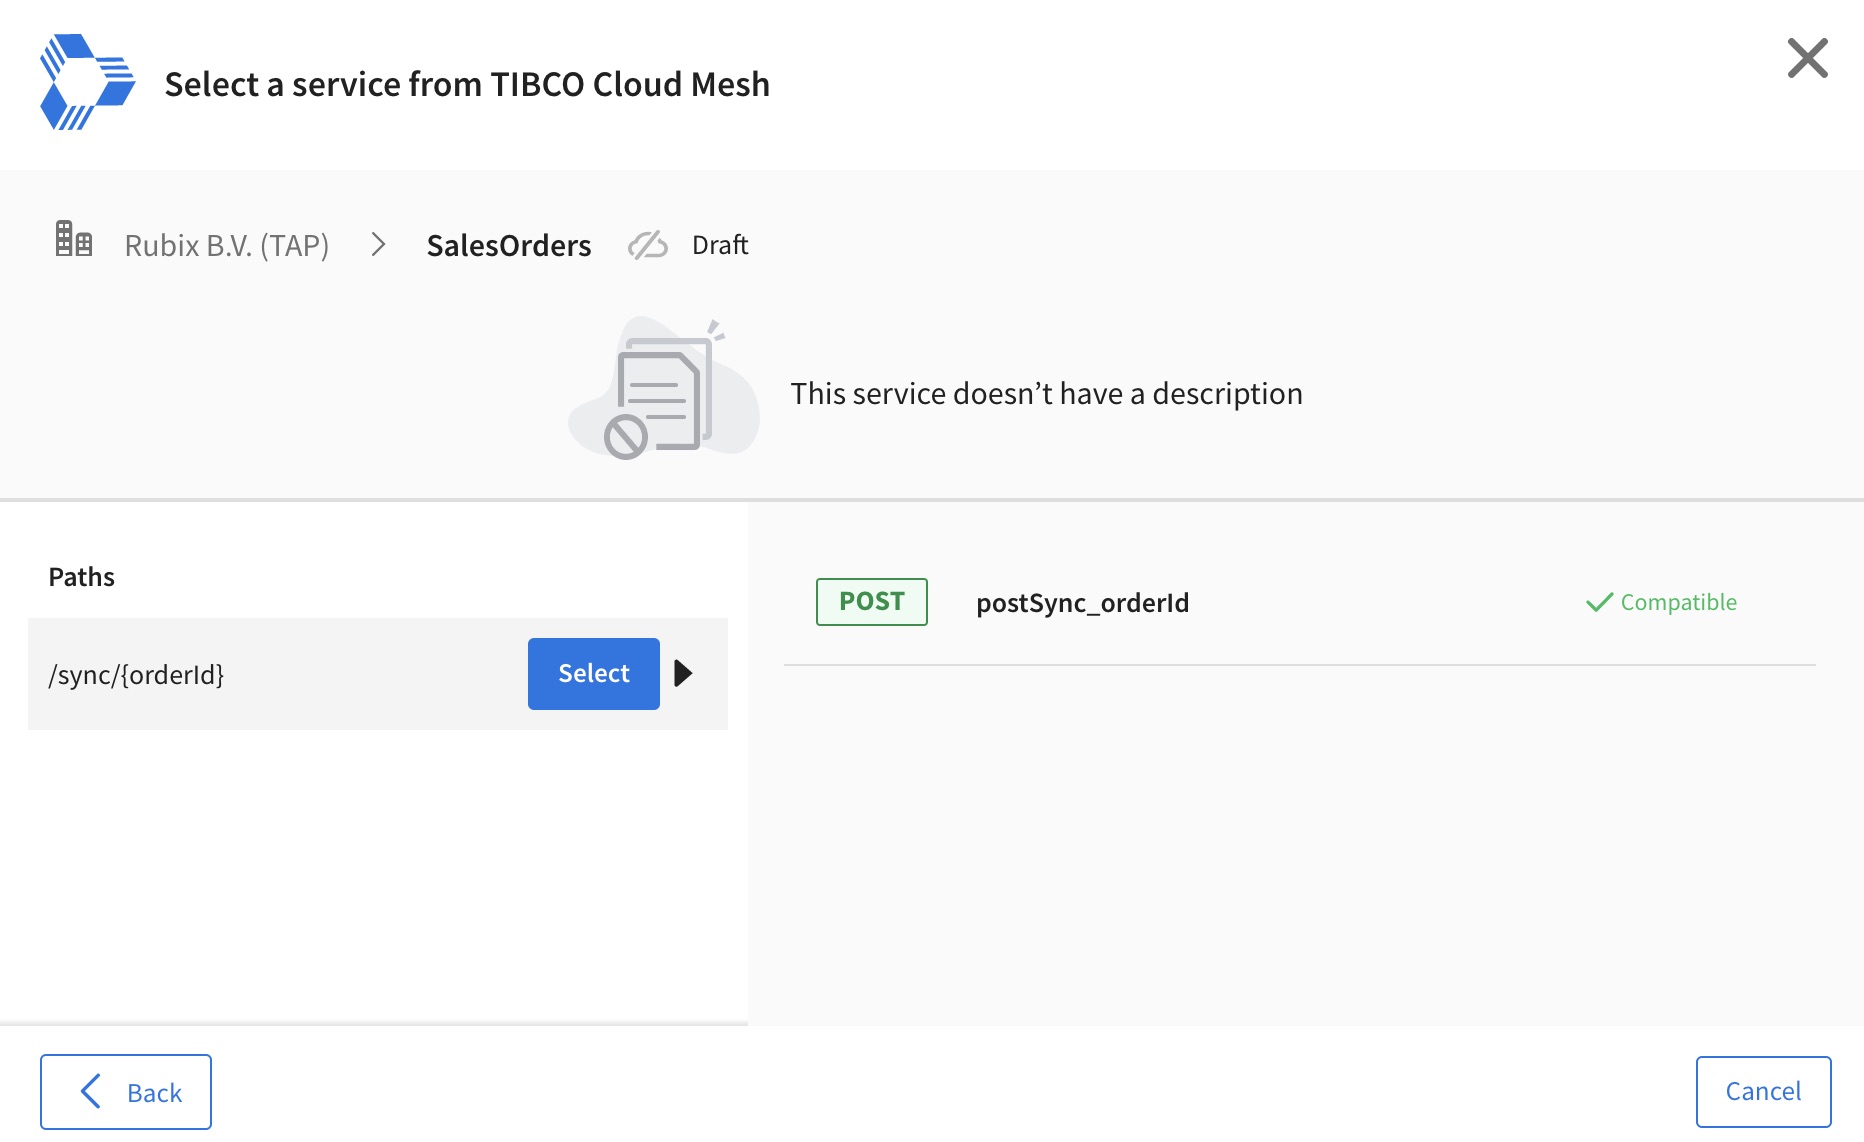 Select a service from TIBCO Cloud Mesh
Rubix B.V. (TAP) > SalesOrders Draft
This service doesn’t have a description
Paths
/sync/{orderId} Select
POST postSync_orderId Compatible
Back
Cancel